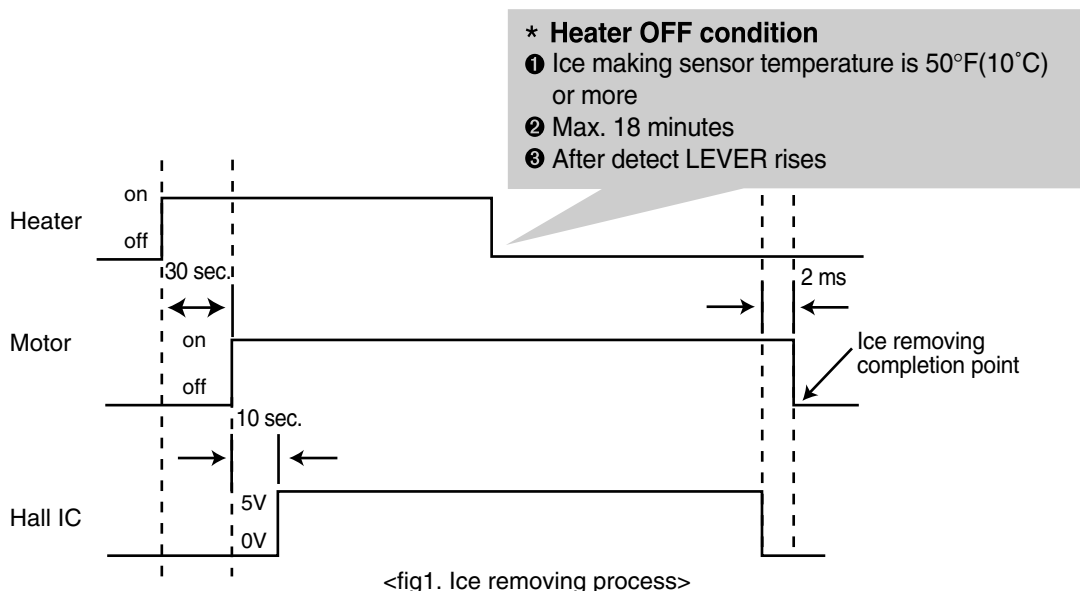 * Heater OFF condition
❶ Ice making sensor temperature is 50°F(10˚C)
or more
❷ Max. 18 minutes
❸ After detect LEVER rises
on
Heater
off
30 sec.
2 ms
Motor
on
Ice removing
completion point
off
10 sec.
5V
Hall IC
0V
<fig1. Ice removing process>